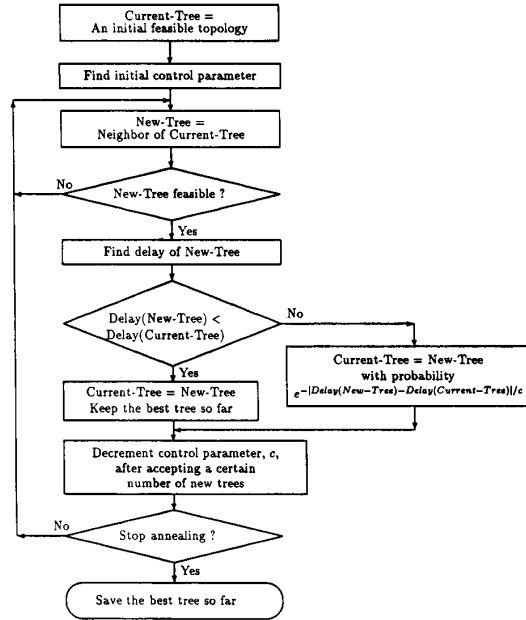 Current-Tree =
An initial feasible topology
Find initial control parameter
New-Tree =
Neighbor of Current-Tree
No
New-Tree feasible ?
Yes
Find delay of New-Tree
Delay(New-Tree) <
Delay(Current-Tree)
No
Yes
Current-Tree = New-Tree
with probability
e^{-|Delay(New-Tree)-Delay(Current-Tree)|/c}
Current-Tree = New-Tree
Keep the best tree so far
Decrement control parameter, c,
after accepting a certain
number of new trees
No
Stop annealing ?
Yes
Save the best tree so far